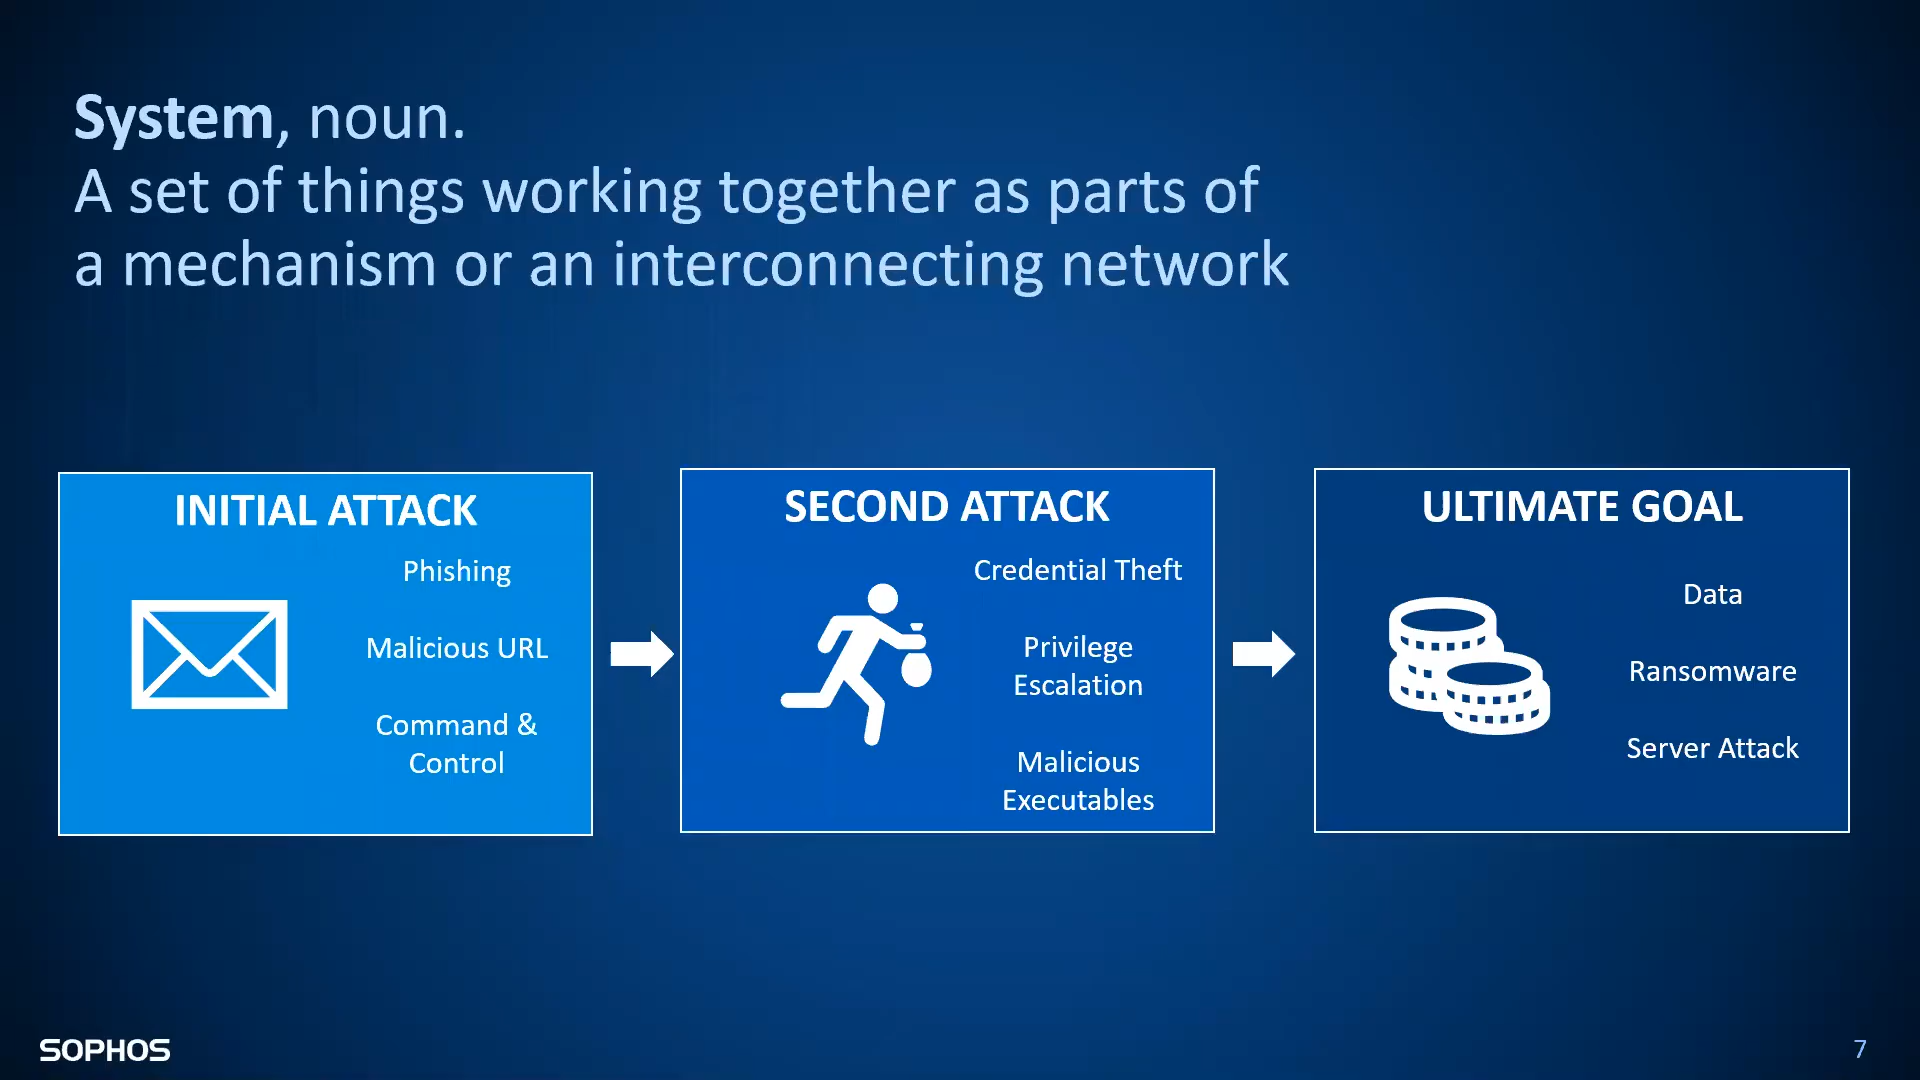 System, noun.
A set of things working together as parts of
a mechanism or an interconnecting network
INITIAL ATTACK
Phishing
Malicious URL
Command &
Control
SECOND ATTACK
Credential Theft
Privilege
Escalation
Malicious
Executables
ULTIMATE GOAL
Data
Ransomware
Server Attack
SOPHOS
7